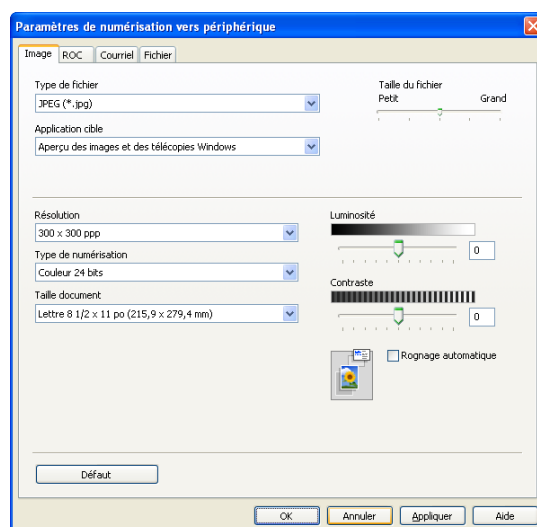 Paramètres de numérisation vers périphérique
Image ROC Courriel Fichier
Type de fichier
JPEG (*.jpg)
Taille du fichier
Petit Grand
Application cible
Aperçu des images et des télécopies Windows
Résolution
300 x 300 ppp
Type de numérisation
Couleur 24 bits
Taille document
Lettre 8 1/2 x 11 po (215,9 x 279,4 mm)
Luminosité
0
Contraste
0
Rognage automatique
Défaut
OK Annuler Appliquer Aide